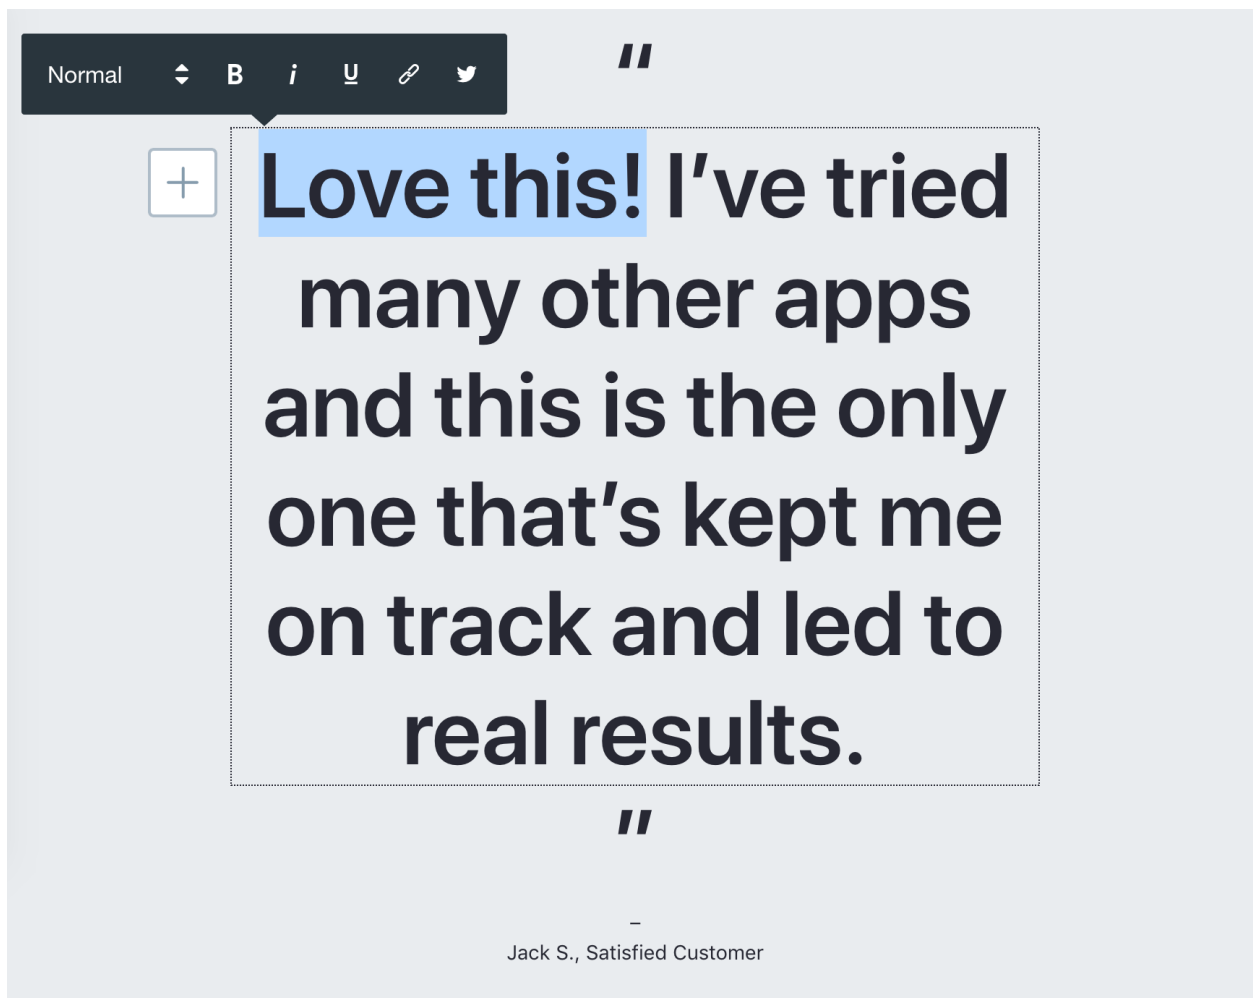 Normal B i U
“
Love this! I’ve tried
many other apps
and this is the only
one that’s kept me
on track and led to
real results.
”
–
Jack S., Satisfied Customer